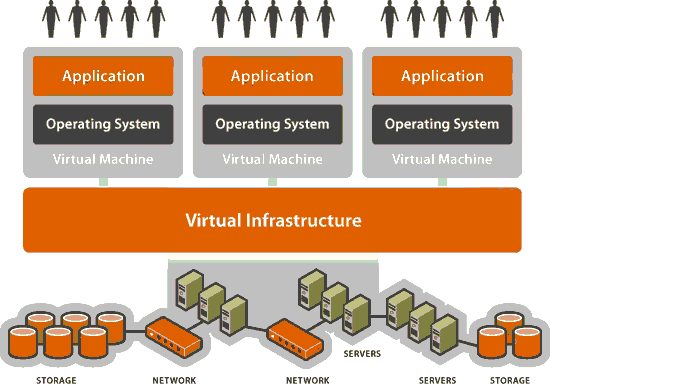 Application
Application
Application
Operating System
Operating System
Operating System
Virtual Machine
Virtual Machine
Virtual Machine
Virtual Infrastructure
SERVERS
STORAGE
NETWORK
NETWORK
SERVERS
STORAGE